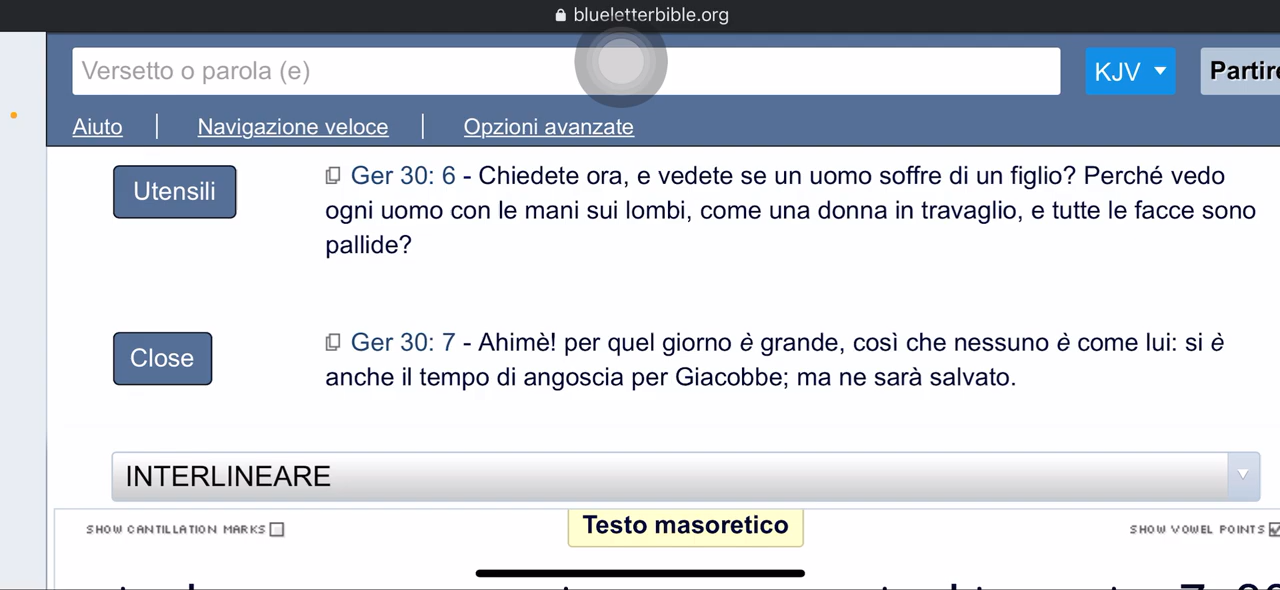 blueletterbible.org
Versetto o parola (e)
KJV
Partire
Aiuto | Navigazione veloce | Opzioni avanzate
Utensili
Ger 30: 6 - Chiedete ora, e vedete se un uomo soffre di un figlio? Perché vedo
ogni uomo con le mani sui lombi, come una donna in travaglio, e tutte le facce sono
pallide?
Close
Ger 30: 7 - Ahimè! per quel giorno è grande, così che nessuno è come lui: si è
anche il tempo di angoscia per Giacobbe; ma ne sarà salvato.
INTERLINEARE
SHOW CANTILLATION MARKS
Testo masoretico
SHOW VOWEL POINTS